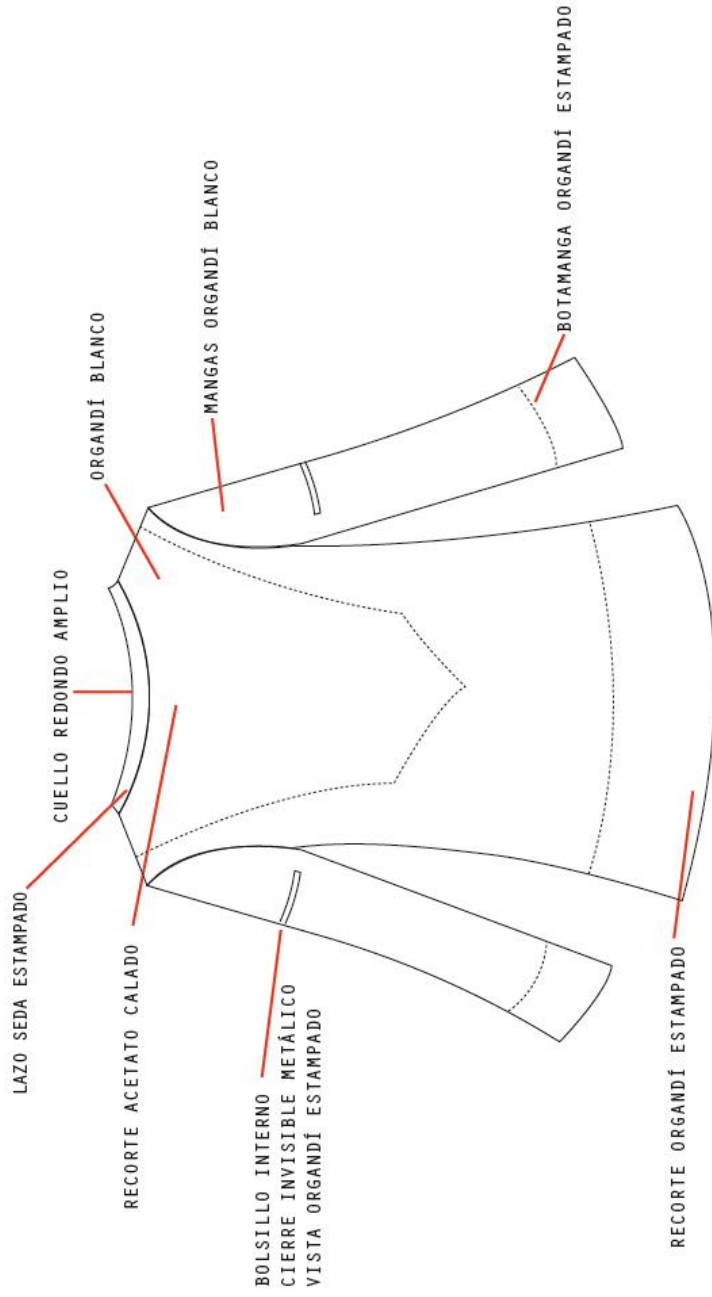 LAZO SEDA ESTAMPADO
CUELLO REDONDO AMPLIO
ORGANDÍ BLANCO
MANGAS ORGANDÍ BLANCO
RECORTE ACETATO CALADO
BOLSILLO INTERNO
CIERRE INVISIBLE METÁLICO
VISTA ORGANDÍ ESTAMPADO
BOTAMANGA ORGANDÍ ESTAMPADO
RECORTE ORGANDÍ ESTAMPADO